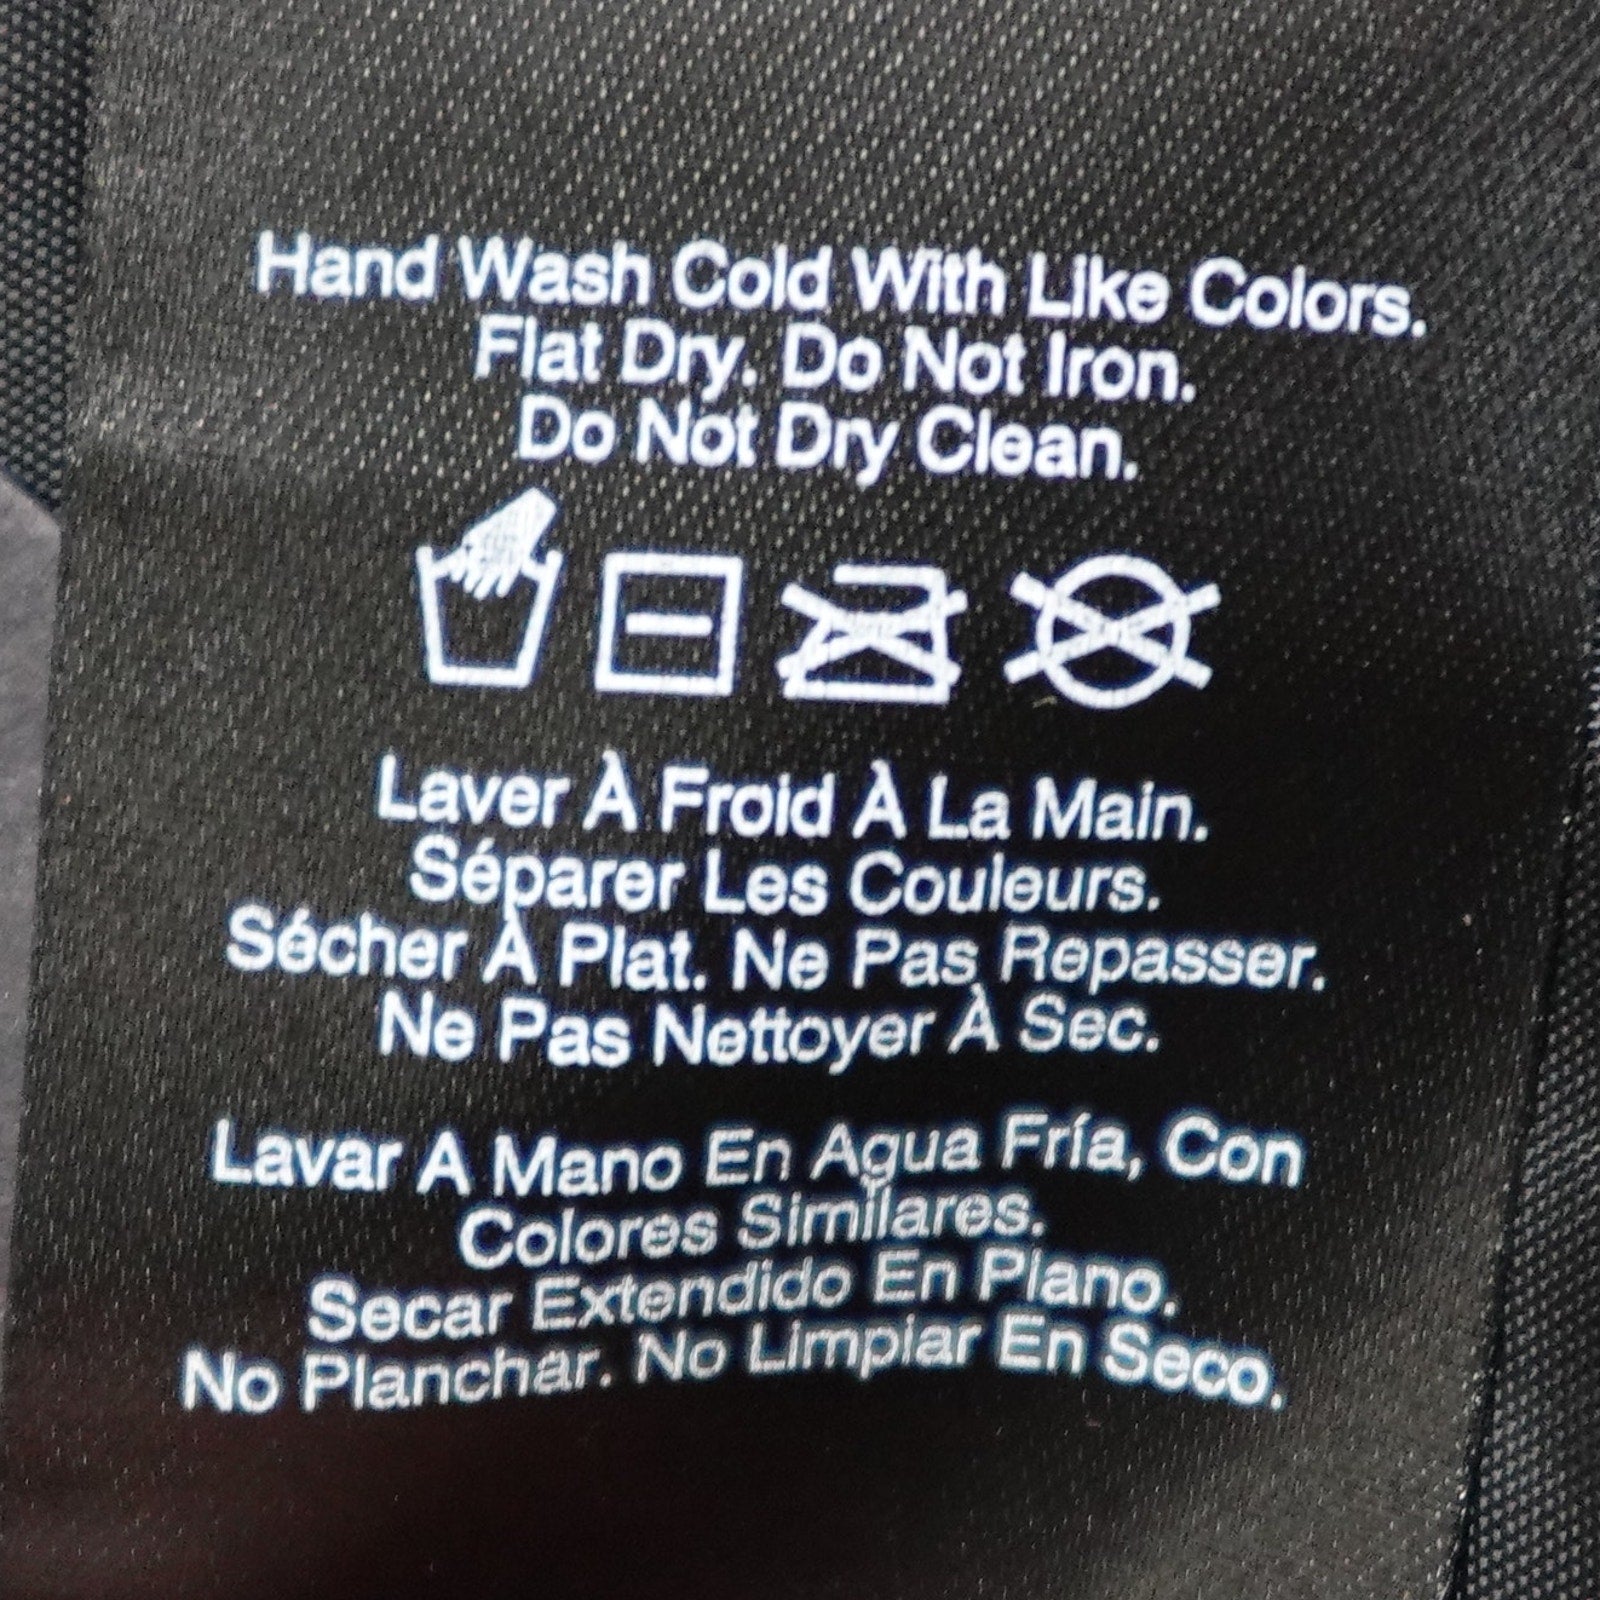 Hand Wash Cold With Like Colors.
Flat Dry. Do Not Iron.
Do Not Dry Clean.
Laver À Froid À La Main.
Séparer Les Couleurs.
Sécher À Plat. Ne Pas Repasser.
Ne Pas Nettoyer À Sec.
Lavar A Mano En Agua Fría, Con
Colores Similares.
Secar Extendido En Plano.
No Planchar. No Limpiar En Seco.